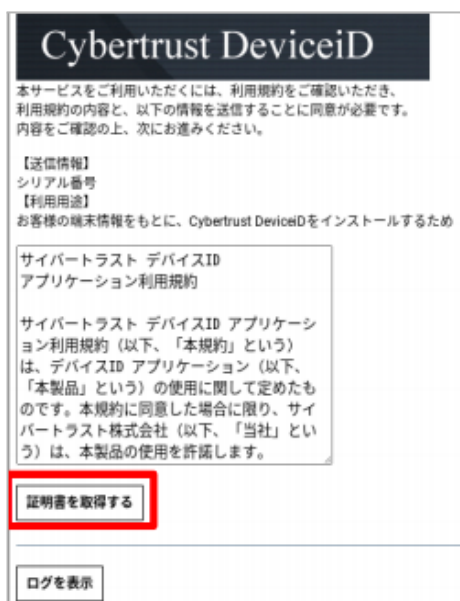 Cybertrust DeviceiD
本サービスをご利用いただくには、利用規約をご確認いただき、
利用規約の内容と、以下の情報を送信することに同意が必要です。
内容をご確認の上、次にお進みください。
【送信情報】
シリアル番号
【利用用途】
お客様の端末情報をもとに、Cybertrust DeviceiDをインストールするため
サイバートラスト デバイスID
アプリケーション利用規約
サイバートラスト デバイスID アプリケーシ
ョン利用規約（以下、「本規約」という）
は、デバイスID アプリケーション（以下、
「本製品」という）の使用に関して定めたも
のです。本規約に同意した場合に限り、サイ
バートラスト株式会社（以下、「当社」とい
う）は、本製品の使用を許諾します。
証明書を取得する
ログを表示